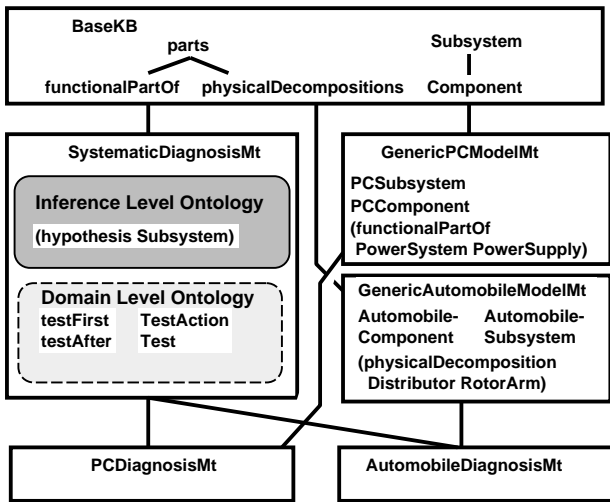 BaseKB
parts
Subsystem
functionalPartOf physicalDecompositions Component
SystematicDiagnosisMt
Inference Level Ontology
(hypothesis Subsystem)
Domain Level Ontology
testFirst TestAction
testAfter Test
GenericPCModelMt
PCSubsystem
PCComponent
(functionalPartOf
PowerSystem PowerSupply)
GenericAutomobileModelMt
Automobile- Automobile-
Component Subsystem
(physicalDecomposition
Distributor RotorArm)
PCDiagnosisMt
AutomobileDiagnosisMt